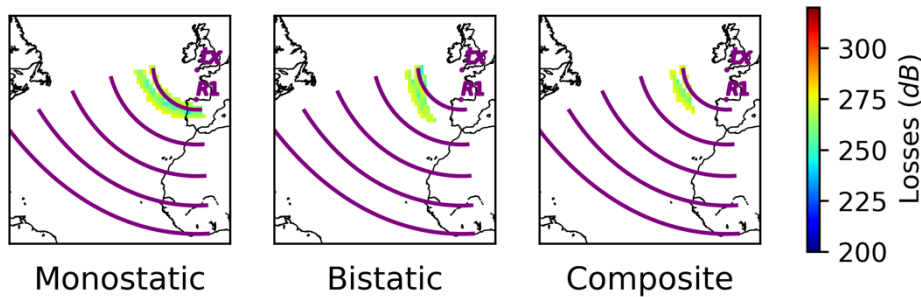 tx
R1
tx
R1
tx
R1
Monostatic
Bistatic
Composite
300
275
250
225
200
Losses (dB)